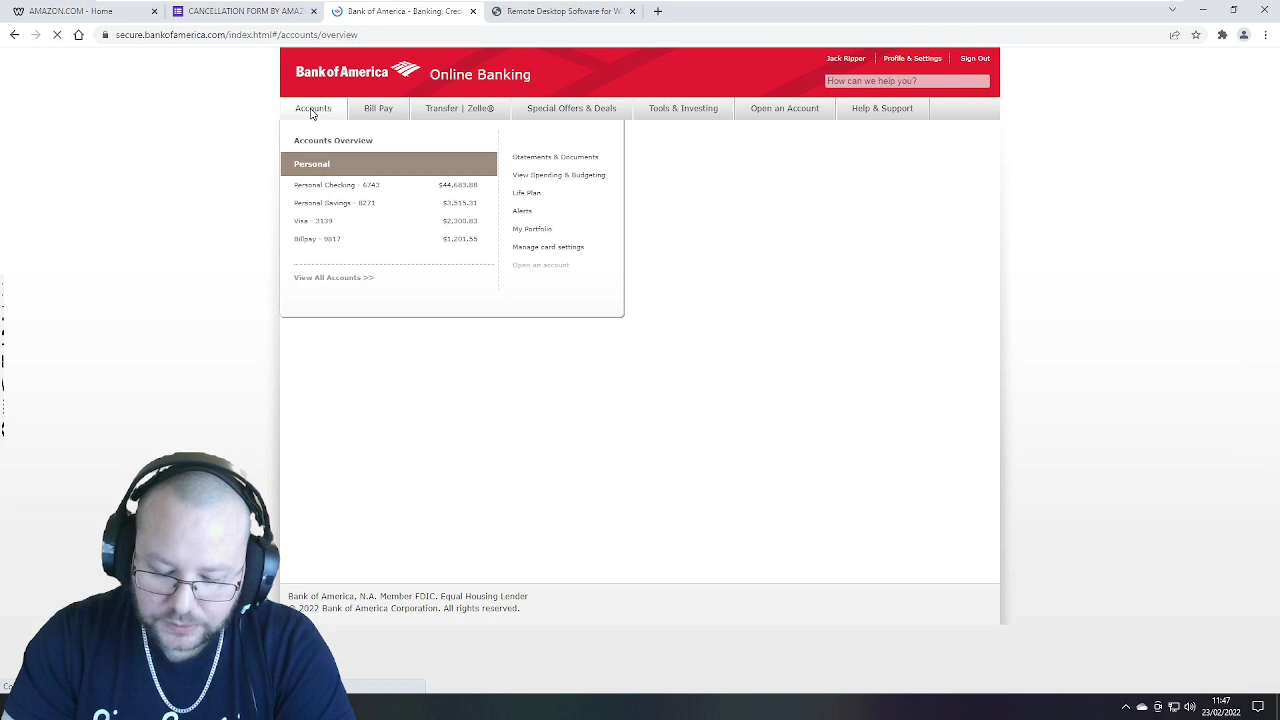 AMAZON.COM - Home
CANCELLATION FORM BY AMAZ
Bank of America - Banking, Cred
Remote support software for W
secure.bankofamerica.com/index.html#/accounts/overview
Bank of America Online Banking
Jack Ripper Profile & Settings Sign Out
How can we help you?
Accounts Bill Pay Transfer | Zelle® Special Offers & Deals Tools & Investing Open an Account Help & Support
Accounts Overview
Personal
Personal Checking - 6743 $44,683.88
Personal Savings - 8271 $3,515.31
Visa - 3139 $2,300.83
Billpay - 9817 $1,201.55
View All Accounts >>
Statements & Documents
View Spending & Budgeting
Life Plan
Alerts
My Portfolio
Manage card settings
Open an account
Bank of America, N.A. Member FDIC. Equal Housing Lender
© 2022 Bank of America Corporation. All rights reserved.
11:47
23/02/2022